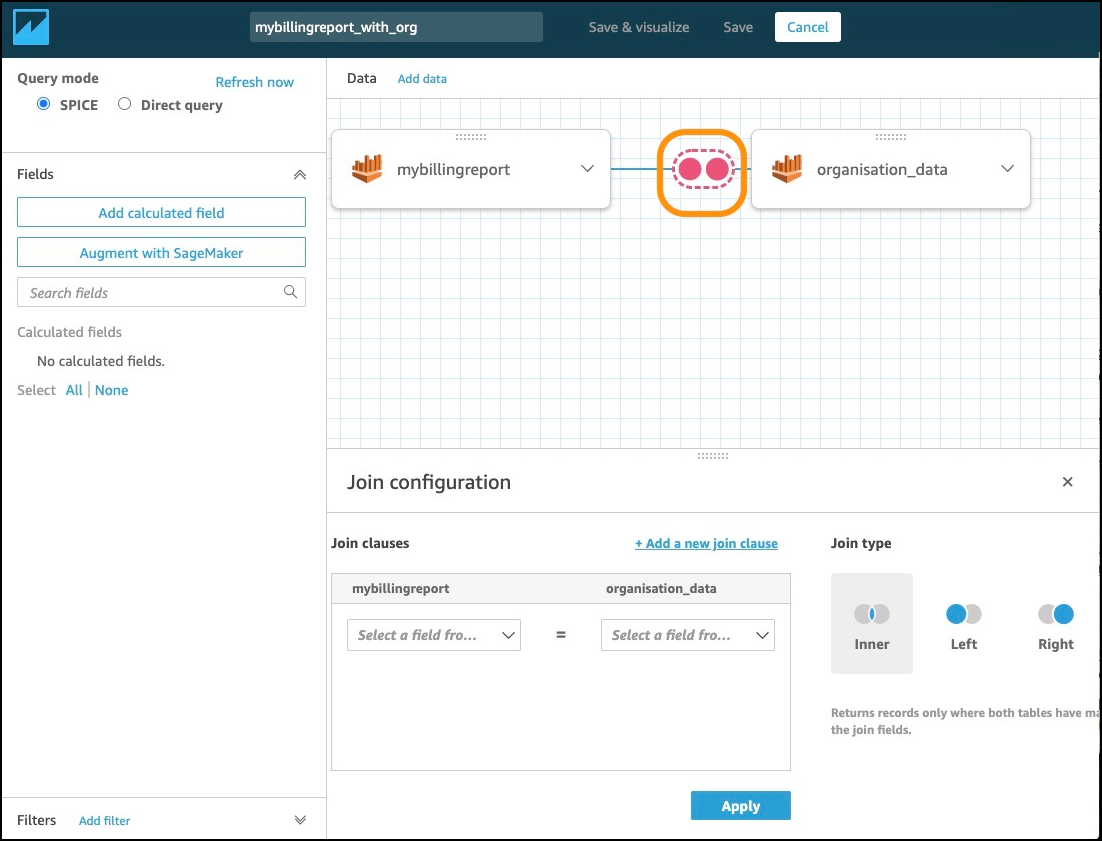 mybillingreport_with_org
Save & visualize
Save
Cancel
Query mode
Refresh now
SPICE
Direct query
Fields
Add calculated field
Augment with SageMaker
Search fields
Calculated fields
No calculated fields.
Select All | None
Filters
Add filter
Data
Add data
mybillingreport
organisation_data
Join configuration
Join clauses
+ Add a new join clause
mybillingreport
organisation_data
Select a field fro...
=
Select a field fro...
Apply
Join type
Inner
Left
Right
Returns records only where both tables have ma
the join fields.